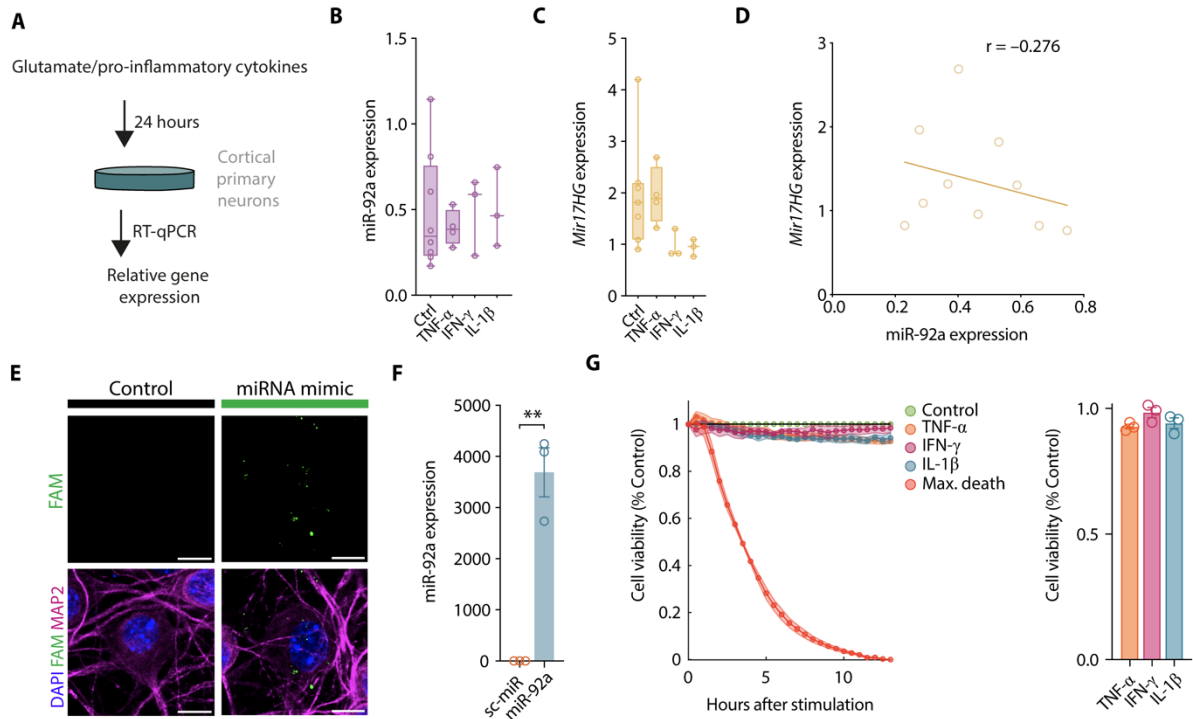 A
Glutamate/pro-inflammatory cytokines
24 hours
Cortical
primary
neurons
RT-qPCR
Relative gene
expression
B
miR-92a expression
1.5
1.0
0.5
0.0
Ctrl
TNF-α
IFN-γ
IL-1β
C
Mir17HG expression
5
4
3
2
1
0
Ctrl
TNF-α
IFN-γ
IL-1β
D
r = –0.276
Mir17HG expression
3
2
1
0
0.0
0.2
0.4
0.6
0.8
miR-92a expression
E
Control
miRNA mimic
FAM
DAPI FAM MAP2
F
**
miR-92a expression
5000
4000
3000
2000
1000
0
sc-miR
miR-92a
G
Cell viability (% Control)
1
0.8
0.6
0.4
0.2
0
5
10
Hours after stimulation
Control
TNF-α
IFN-γ
IL-1β
Max. death
Cell viability (% Control)
1.0
0.5
0.0
TNF-α
IFN-γ
IL-1β